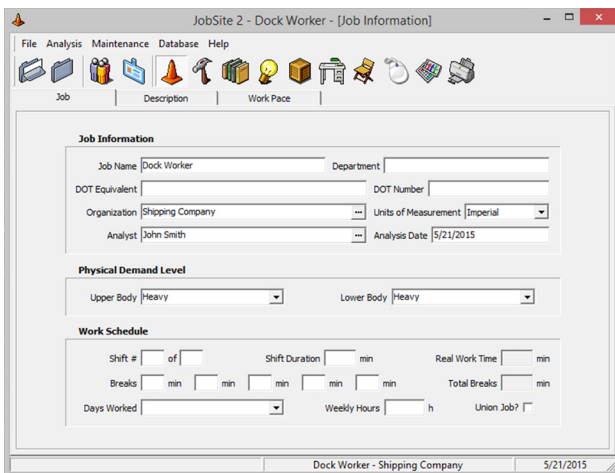 JobSite 2 - Dock Worker - [Job Information]
File Analysis Maintenance Database Help
Job Description Work Pace
Job Information
Job Name Dock Worker Department
DOT Equivalent DOT Number
Organization Shipping Company ... Units of Measurement Imperial
Analyst John Smith ... Analysis Date 5/21/2015
Physical Demand Level
Upper Body Heavy Lower Body Heavy
Work Schedule
Shift # of Shift Duration min Real Work Time min
Breaks min min min min min Total Breaks min
Days Worked Weekly Hours h Union Job?
Dock Worker - Shipping Company 5/21/2015